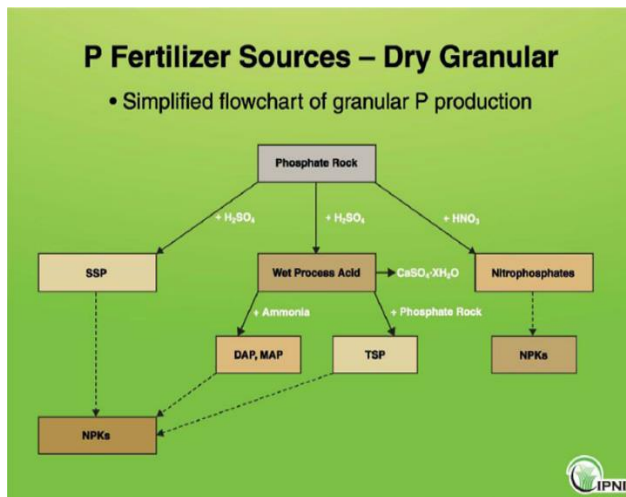 P Fertilizer Sources – Dry Granular
• Simplified flowchart of granular P production
Phosphate Rock
+ H₂SO₄
+ H₂SO₄
+ HNO₃
SSP
Wet Process Acid
CaSO₄·XH₂O
Nitrophosphates
+ Ammonia
+ Phosphate Rock
DAP, MAP
TSP
NPKs
NPKs
IPNI